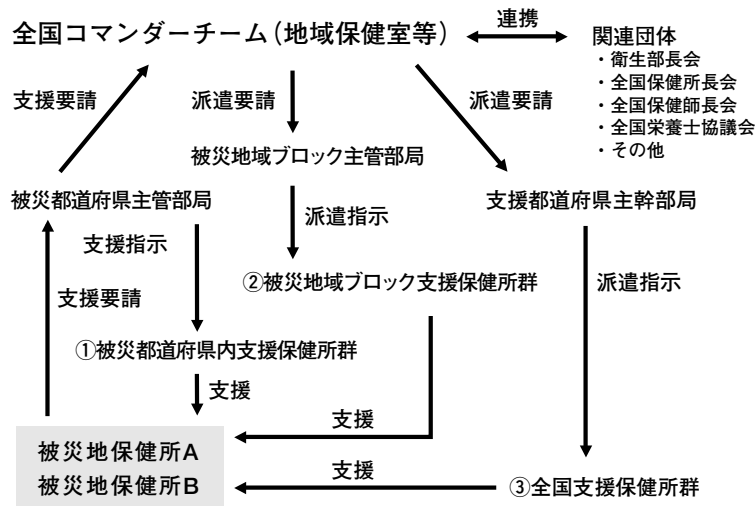 全国コマンダーチーム（地域保健室等）
連携
関連団体
・衛生部長会
・全国保健所長会
・全国保健師長会
・全国栄養士協議会
・その他
支援要請
派遣要請
派遣要請
被災地域ブロック主管部局
被災都道府県主管部局
支援都道府県主幹部局
派遣指示
支援指示
②被災地域ブロック支援保健所群
派遣指示
支援要請
①被災都道府県内支援保健所群
支援
支援
被災地保健所A
支援
被災地保健所B
③全国支援保健所群